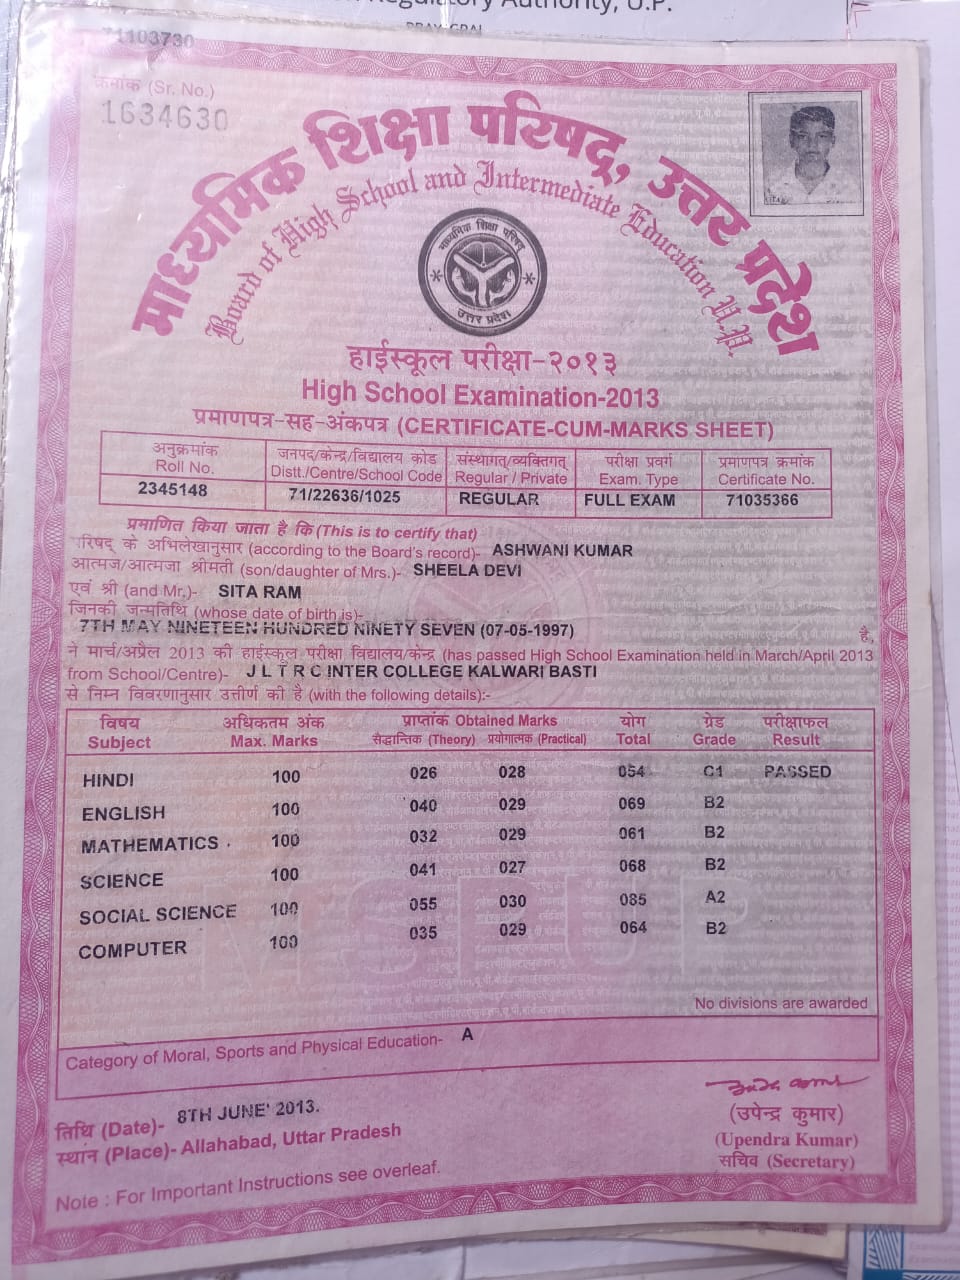 Regulatory Authority, U.P.
PRAYAGRAJ
71103730
क्रमांक (Sr. No.)
1634630
माध्यमिक शिक्षा परिषद्, उत्तर प्रदेश
Board of High School and Intermediate Education U.P.
माध्यमिक शिक्षा परिषद्
उत्तर प्रदेश
हाईस्कूल परीक्षा-२०१३
High School Examination-2013
प्रमाणपत्र-सह-अंकपत्र (CERTIFICATE-CUM-MARKS SHEET)
अनुक्रमांक जनपद/केन्द्र/विद्यालय कोड संस्थागत/व्यक्तिगत् परीक्षा प्रवर्ग प्रमाणपत्र क्रमांक
Roll No. Distt./Centre/School Code Regular / Private Exam. Type Certificate No.
2345148 71/22636/1025 REGULAR FULL EXAM 71035366
प्रमाणित किया जाता है कि (This is to certify that)
परिषद् के अभिलेखानुसार (according to the Board's record)- ASHWANI KUMAR
आत्मज/आत्मजा श्रीमती (son/daughter of Mrs.)- SHEELA DEVI
एवं श्री (and Mr.)- SITA RAM
जिनकी जन्मतिथि (whose date of birth is)-
7TH MAY NINETEEN HUNDRED NINETY SEVEN (07-05-1997) है,
ने मार्च/अप्रैल 2013 की हाईस्कूल परीक्षा विद्यालय/केन्द्र (has passed High School Examination held in March/April 2013
from School/Centre)- J L T R C INTER COLLEGE KALWARI BASTI
से निम्न विवरणानुसार उत्तीर्ण की है (with the following details):-
विषय अधिकतम अंक प्राप्तांक Obtained Marks योग ग्रेड परीक्षाफल
Subject Max. Marks सैद्धान्तिक (Theory) प्रयोगात्मक (Practical) Total Grade Result
HINDI 100 026 028 054 C1 PASSED
ENGLISH 100 040 029 069 B2
MATHEMATICS 100 032 029 061 B2
SCIENCE 100 041 027 068 B2
SOCIAL SCIENCE 100 055 030 085 A2
COMPUTER 100 035 029 064 B2
No divisions are awarded
Category of Moral, Sports and Physical Education- A
तिथि (Date)- 8TH JUNE' 2013.
स्थान (Place)- Allahabad, Uttar Pradesh
(उपेन्द्र कुमार)
(Upendra Kumar)
सचिव (Secretary)
Note : For Important Instructions see overleaf.